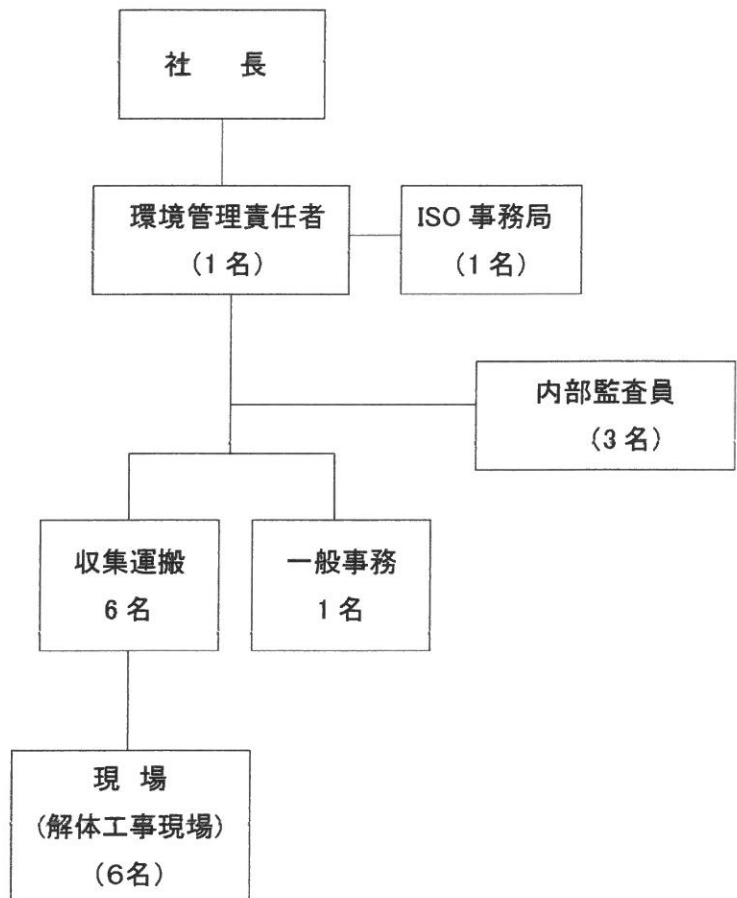 社　長
環境管理責任者
（1 名）
ISO 事務局
（1 名）
内部監査員
（3 名）
収集運搬
6 名
一般事務
1 名
現 場
(解体工事現場)
（6名）